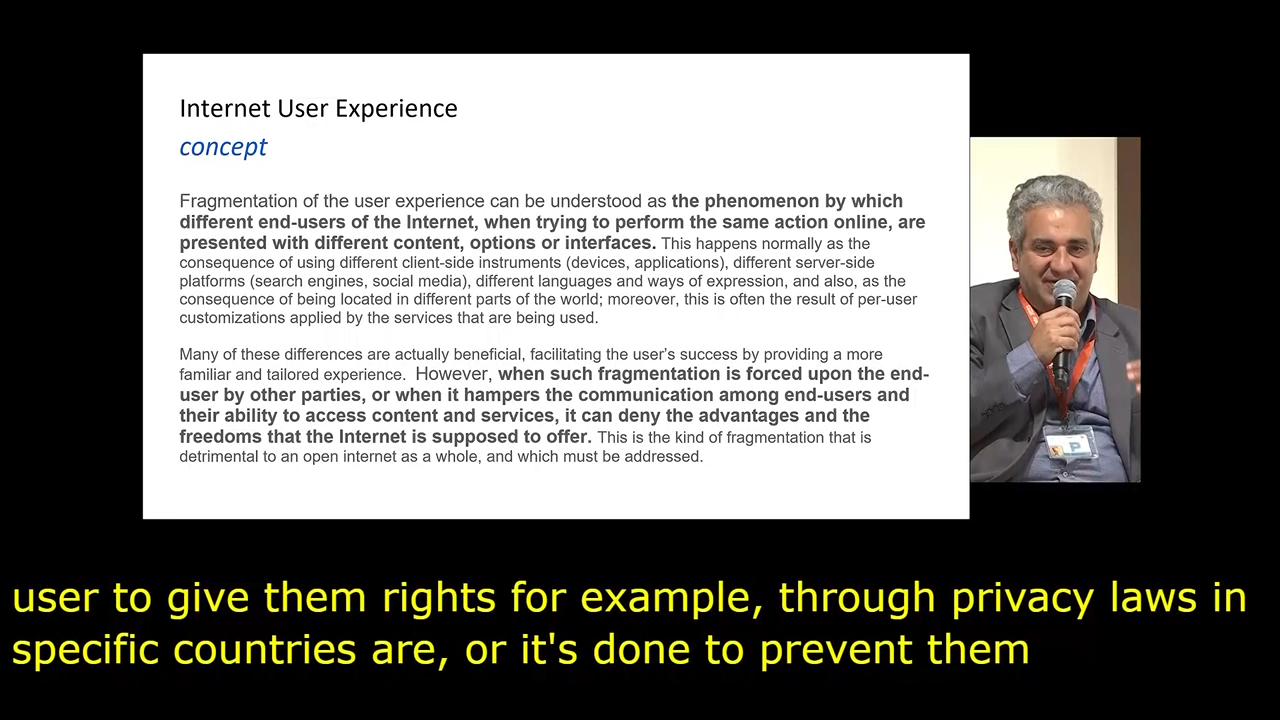 Internet User Experience
concept
Fragmentation of the user experience can be understood as the phenomenon by which
different end-users of the Internet, when trying to perform the same action online, are
presented with different content, options or interfaces. This happens normally as the
consequence of using different client-side instruments (devices, applications), different server-side
platforms (search engines, social media), different languages and ways of expression, and also, as the
consequence of being located in different parts of the world; moreover, this is often the result of per-user
customizations applied by the services that are being used.
Many of these differences are actually beneficial, facilitating the user's success by providing a more
familiar and tailored experience. However, when such fragmentation is forced upon the end-
user by other parties, or when it hampers the communication among end-users and
their ability to access content and services, it can deny the advantages and the
freedoms that the Internet is supposed to offer. This is the kind of fragmentation that is
detrimental to an open internet as a whole, and which must be addressed.
user to give them rights for example, through privacy laws in
specific countries are, or it's done to prevent them